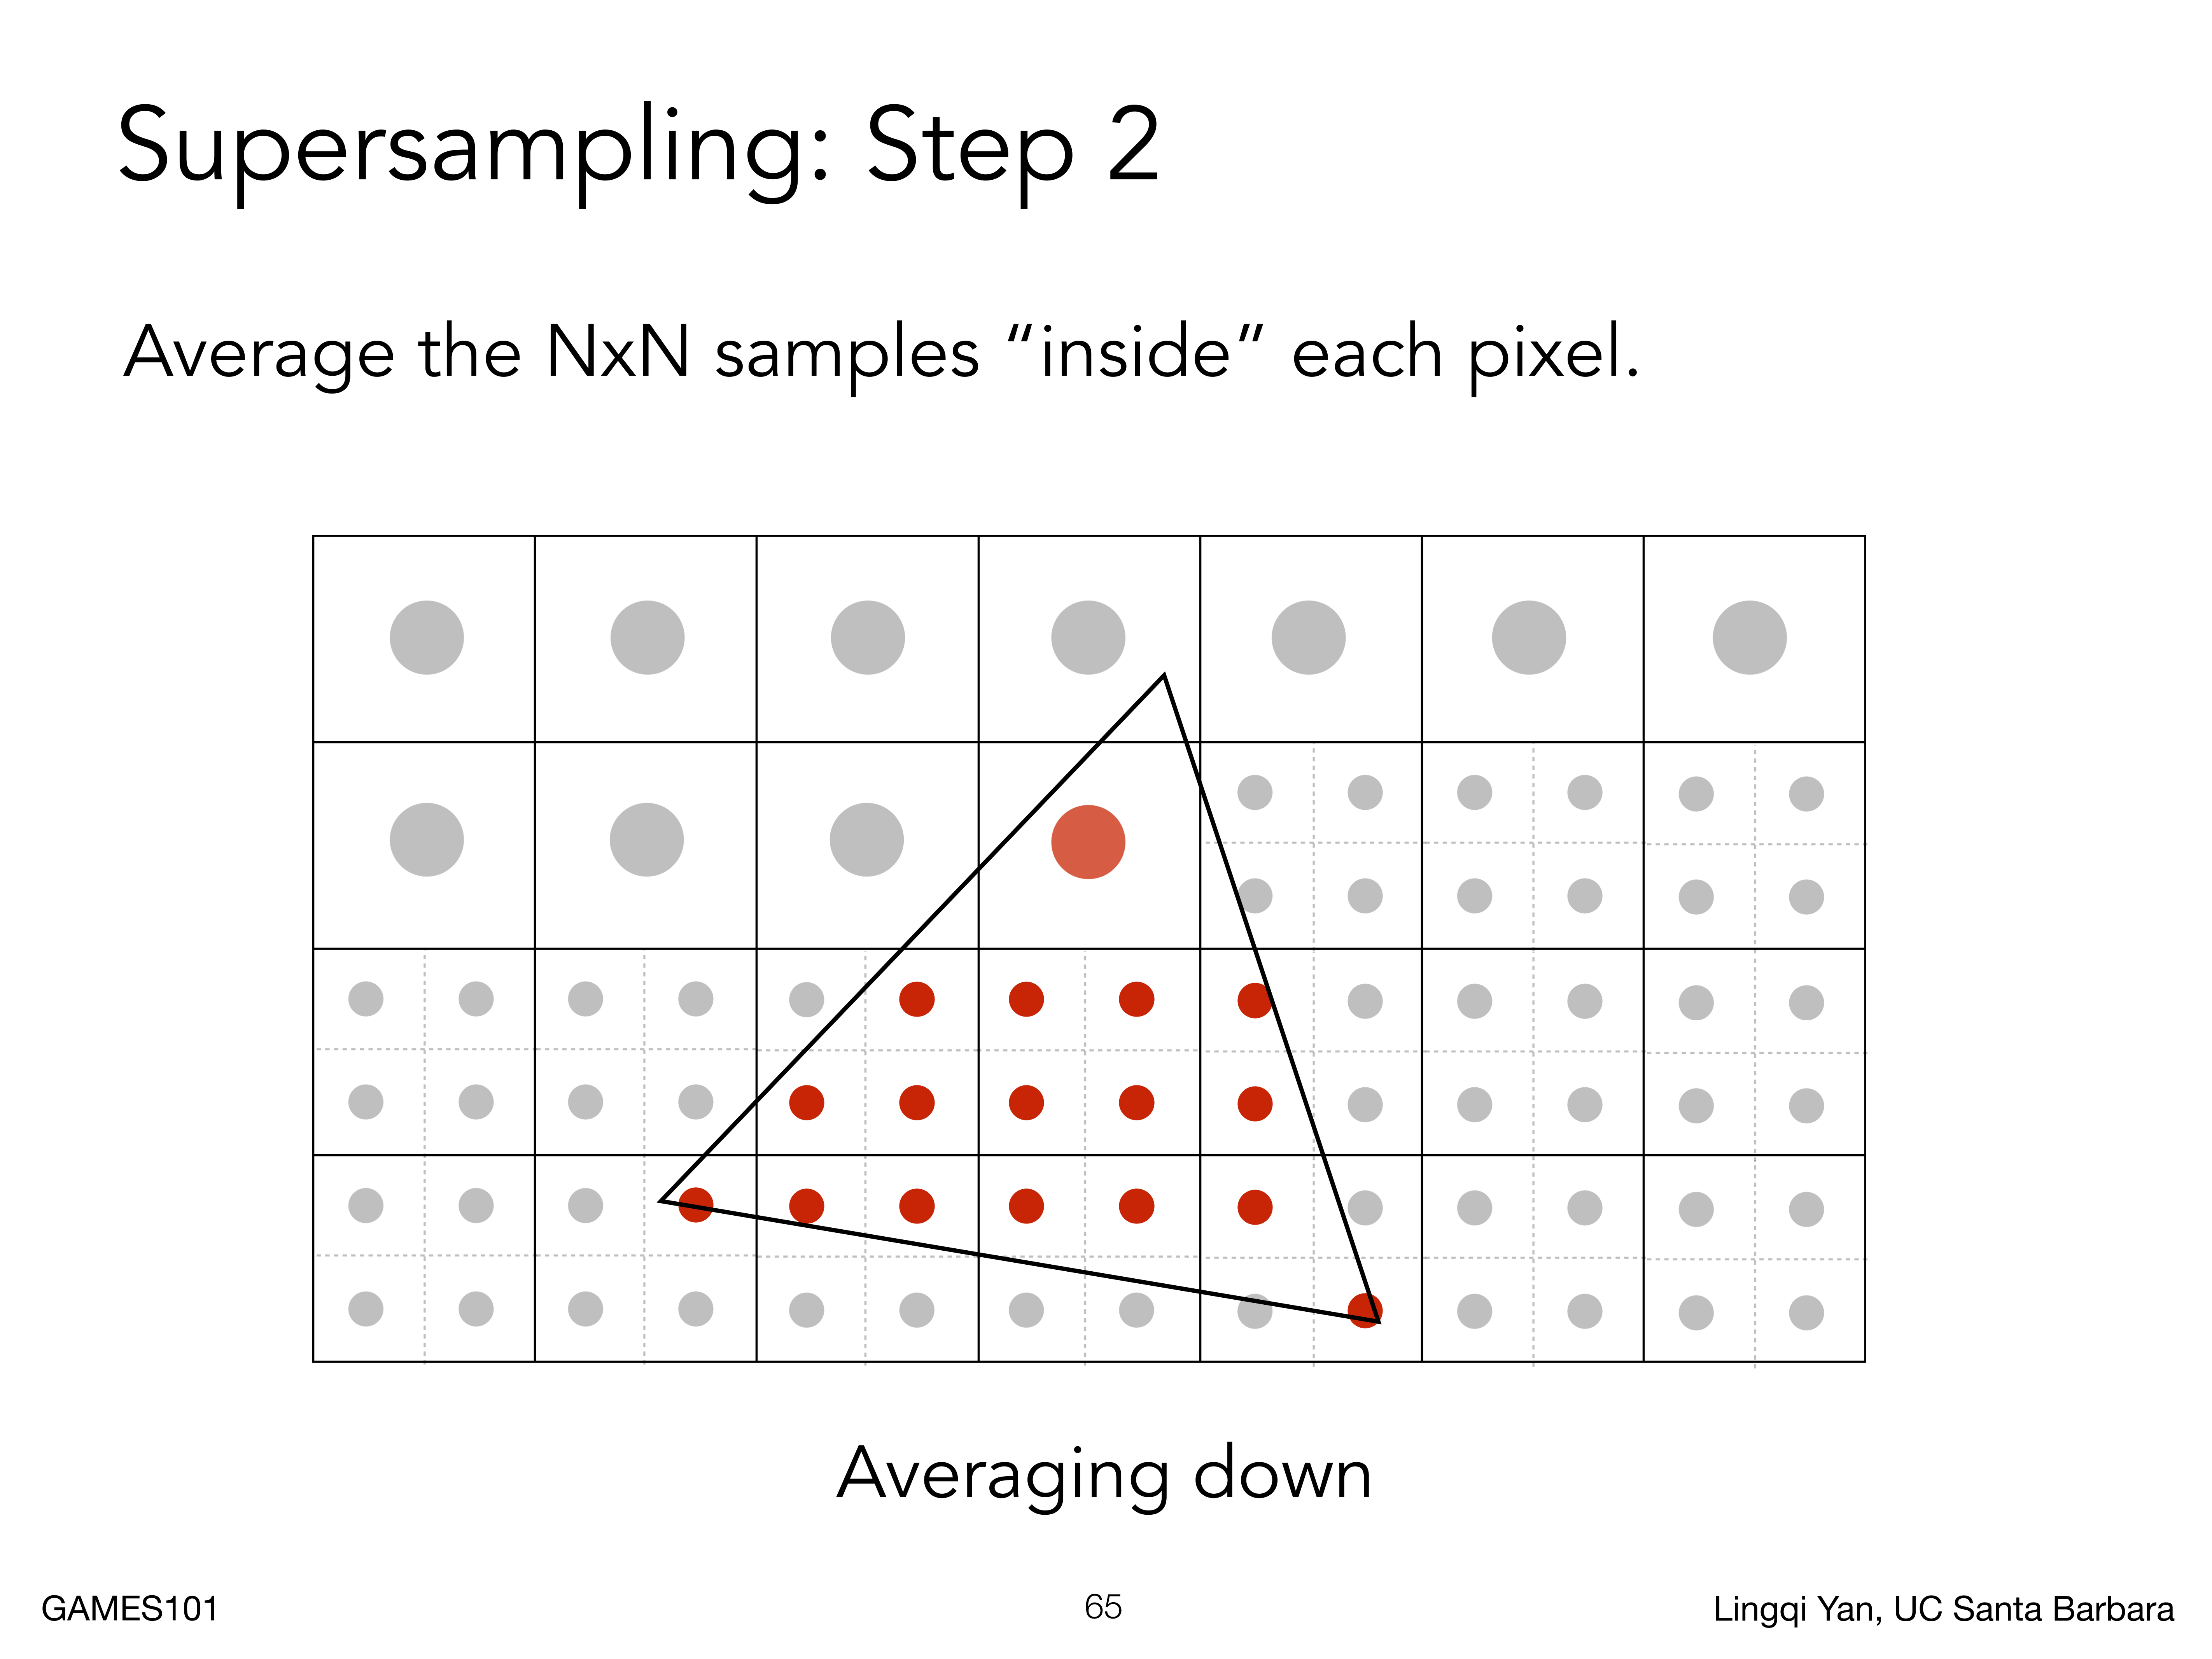 Supersampling: Step 2
Average the NxN samples “inside” each pixel.
Averaging down
GAMES101
65
Lingqi Yan, UC Santa Barbara